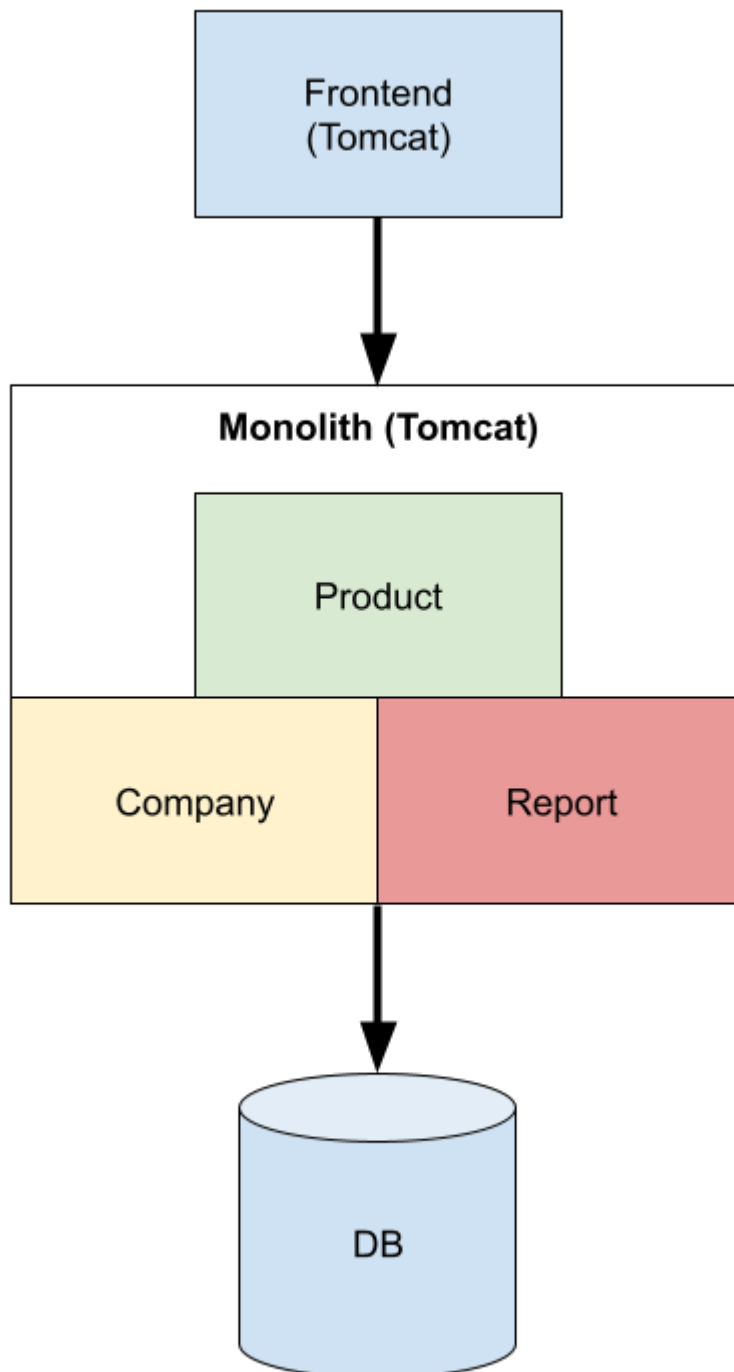 Frontend
(Tomcat)
Monolith (Tomcat)
Product
Company
Report
DB